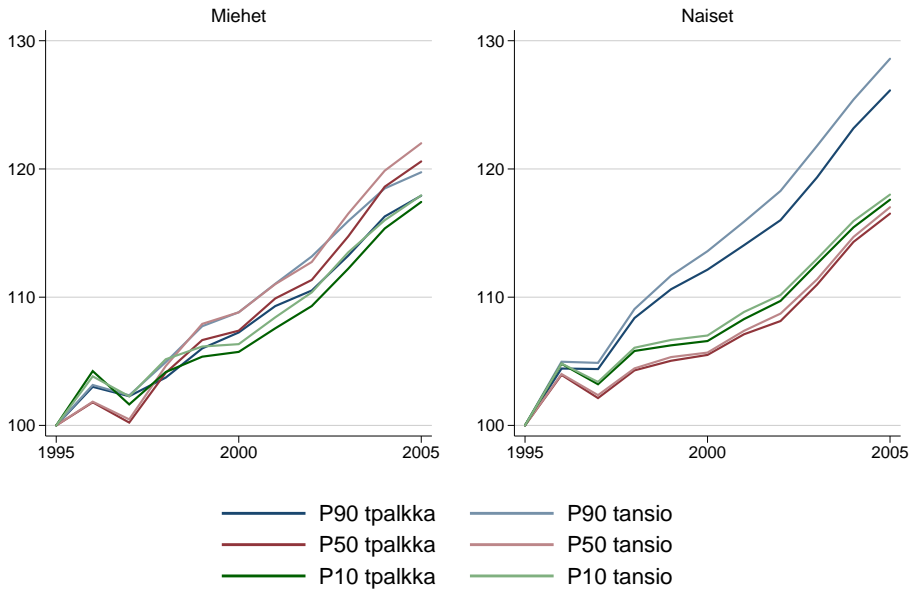 Miehet
130
120
110
100
1995
2000
2005
Naiset
130
120
110
100
1995
2000
2005
P90 tpalkka
P90 tansio
P50 tpalkka
P50 tansio
P10 tpalkka
P10 tansio